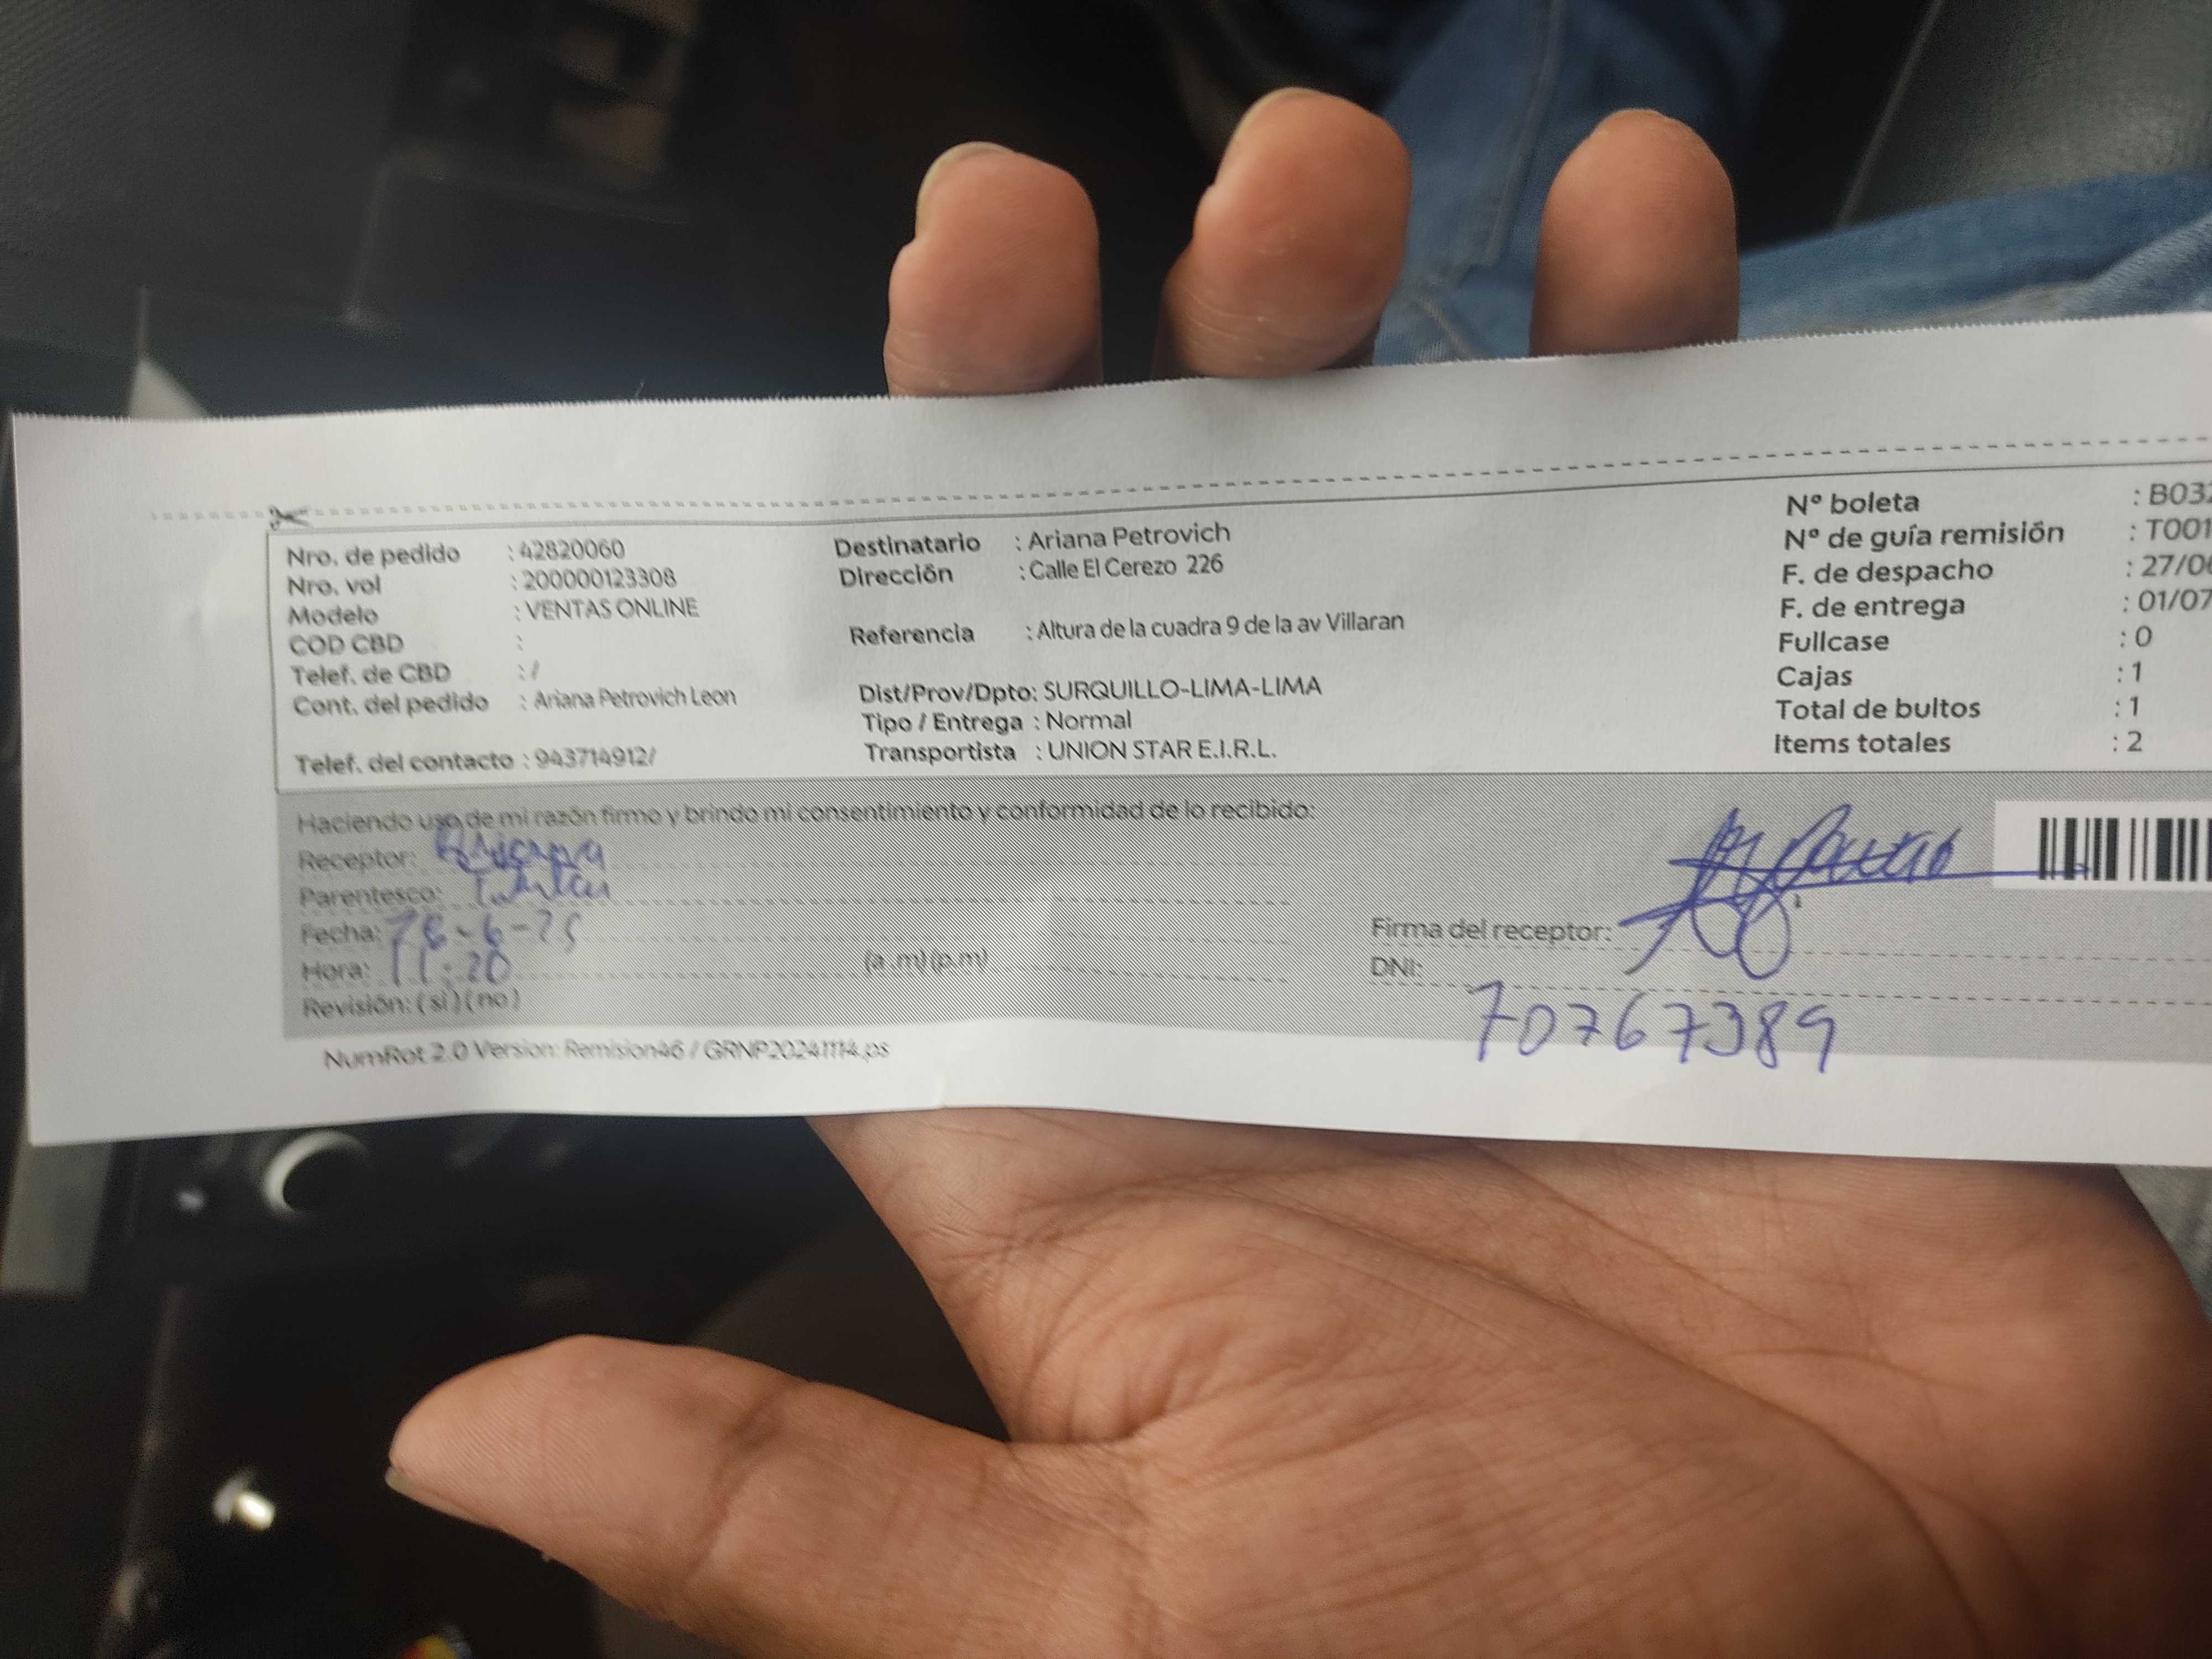 Nro. de pedido : 42820060
Nro. vol : 200000123308
Modelo : VENTAS ONLINE
COD CBD :
Telef. de CBD : /
Cont. del pedido : Ariana Petrovich Leon
Telef. del contacto : 943714912/
Destinatario : Ariana Petrovich
Dirección : Calle El Cerezo 226
Referencia : Altura de la cuadra 9 de la av Villaran
Dist/Prov/Dpto: SURQUILLO-LIMA-LIMA
Tipo / Entrega : Normal
Transportista : UNION STAR E.I.R.L.
Nº boleta : B032
Nº de guía remisión : T001
F. de despacho : 27/06
F. de entrega : 01/07
Fullcase : 0
Cajas : 1
Total de bultos : 1
Items totales : 2
Haciendo uso de mi razón firmo y brindo mi consentimiento y conformidad de lo recibido:
Receptor:
Parentesco:
Fecha: 28-6-25
Hora: 11:20 (a .m) (p.m)
Revisión: ( si ) ( no )
Firma del receptor:
DNI:
70767389
NumRot 2.0 Version: Remision46 / GRNP20241114.ps